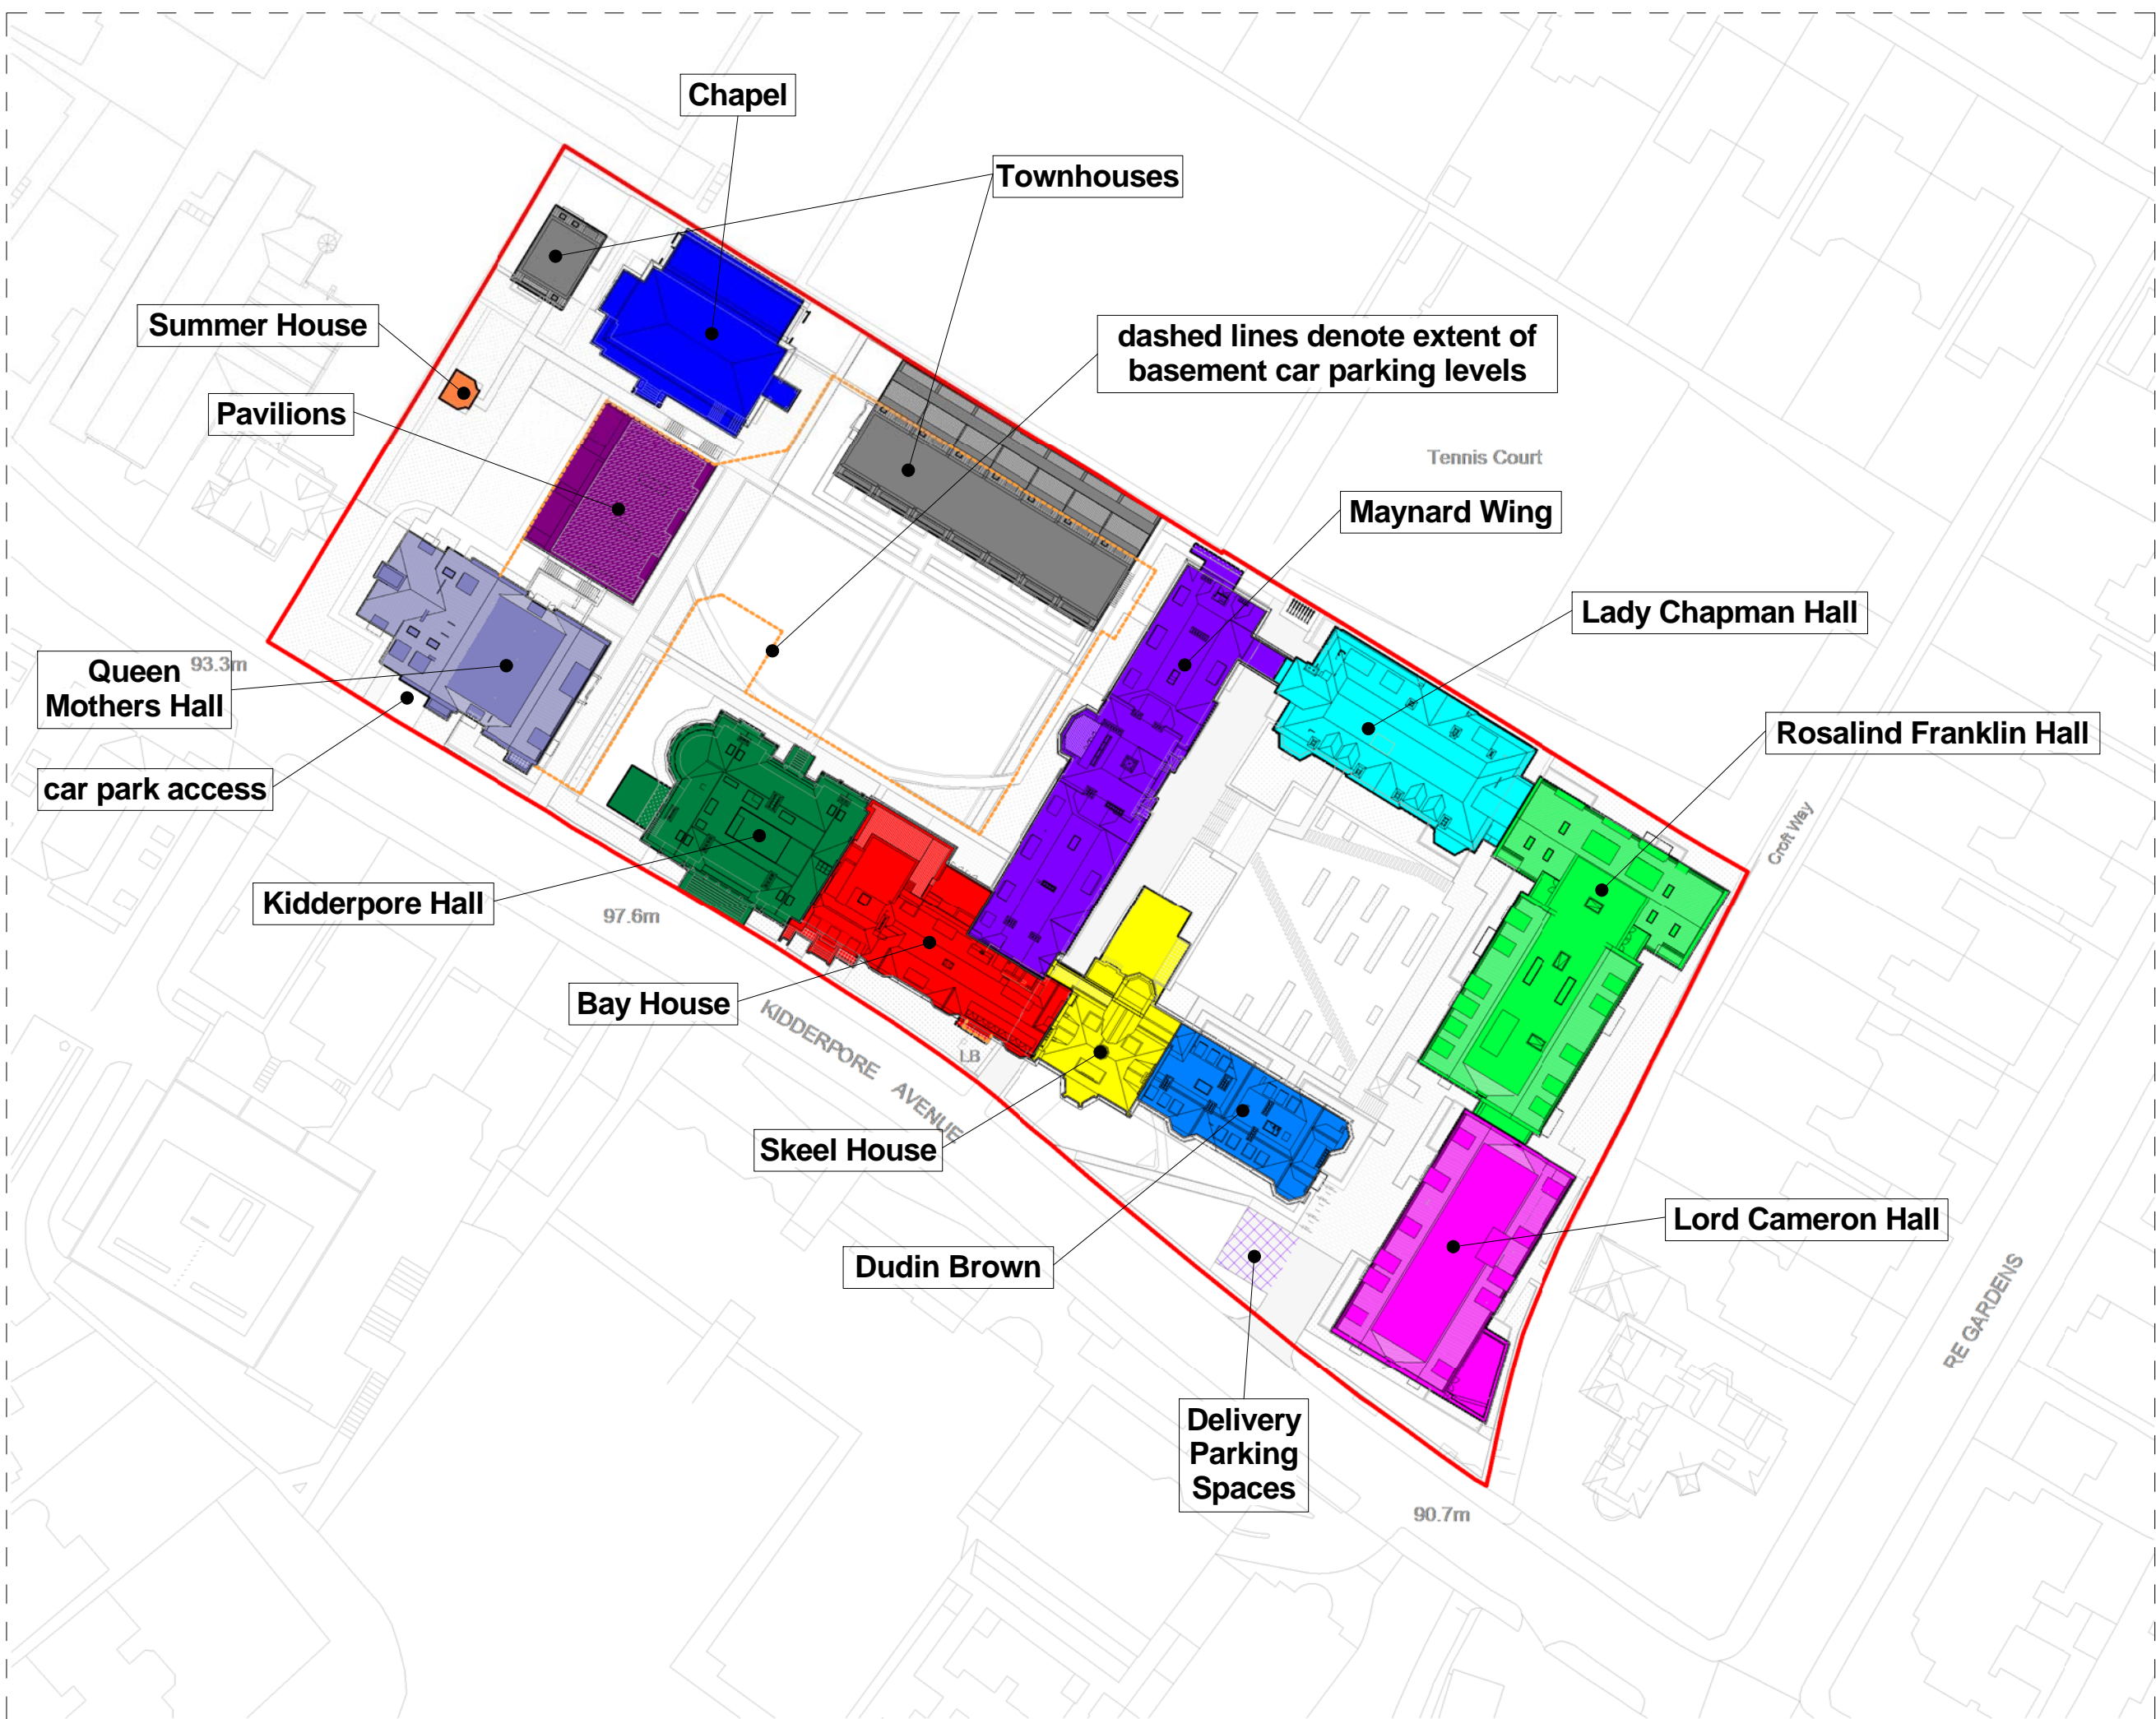 Chapel
Townhouses
Summer House
dashed lines denote extent of
basement car parking levels
Pavilions
Tennis Court
Maynard Wing
Lady Chapman Hall
Queen
Mothers Hall
93.3m
Rosalind Franklin Hall
car park access
Croft Way
Kidderpore Hall
97.6m
Bay House
KIDDERPORE AVENUE
LB
Skeel House
Lord Cameron Hall
Dudin Brown
RE GARDENS
Delivery
Parking
Spaces
90.7m